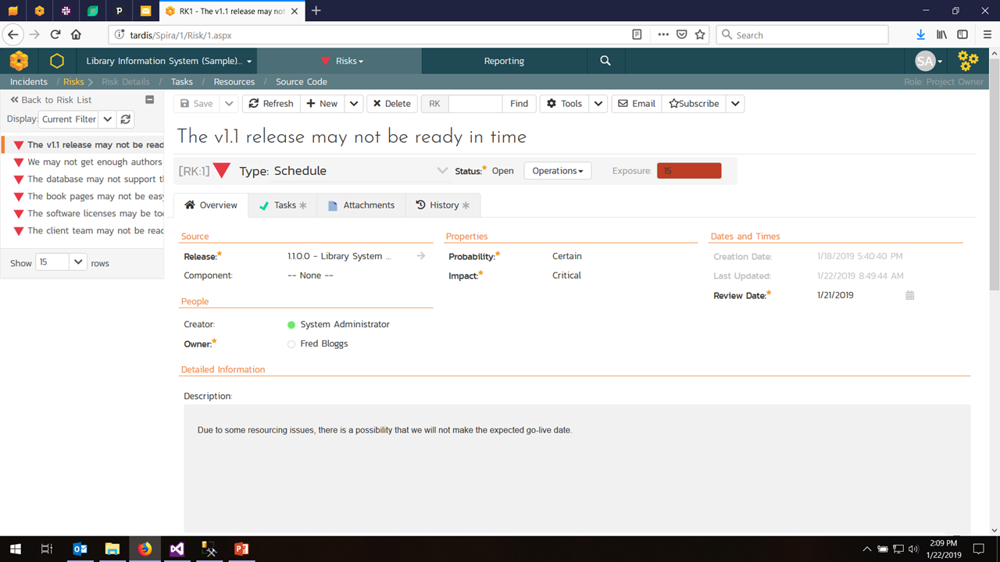 RK1 - The v1.1 release may not
tardis/Spira/1/Risk/1.aspx
Search
Library Information System (Sample)...
Risks
Reporting
SA
Incidents / Risks / Risk Details / Tasks / Resources / Source Code
Role: Project Owner
Back to Risk List
Display: Current Filter
The v1.1 release may not be read
We may not get enough authors
The database may not support t
The book pages may not be easy
The software licenses may be too
The client team may not be read
Show 15 rows
Save Refresh New Delete RK Find Tools Email Subscribe
The v1.1 release may not be ready in time
[RK:1] Type: Schedule Status: Open Operations Exposure: 15
Overview Tasks Attachments History
Source
Release: 1.1.0.0 - Library System ...
Component: -- None --
People
Creator: System Administrator
Owner: Fred Bloggs
Properties
Probability: Certain
Impact: Critical
Dates and Times
Creation Date: 1/18/2019 5:40:40 PM
Last Updated: 1/22/2019 8:49:44 AM
Review Date: 1/21/2019
Detailed Information
Description:
Due to some resourcing issues, there is a possibility that we will not make the expected go-live date.
2:09 PM
1/22/2019